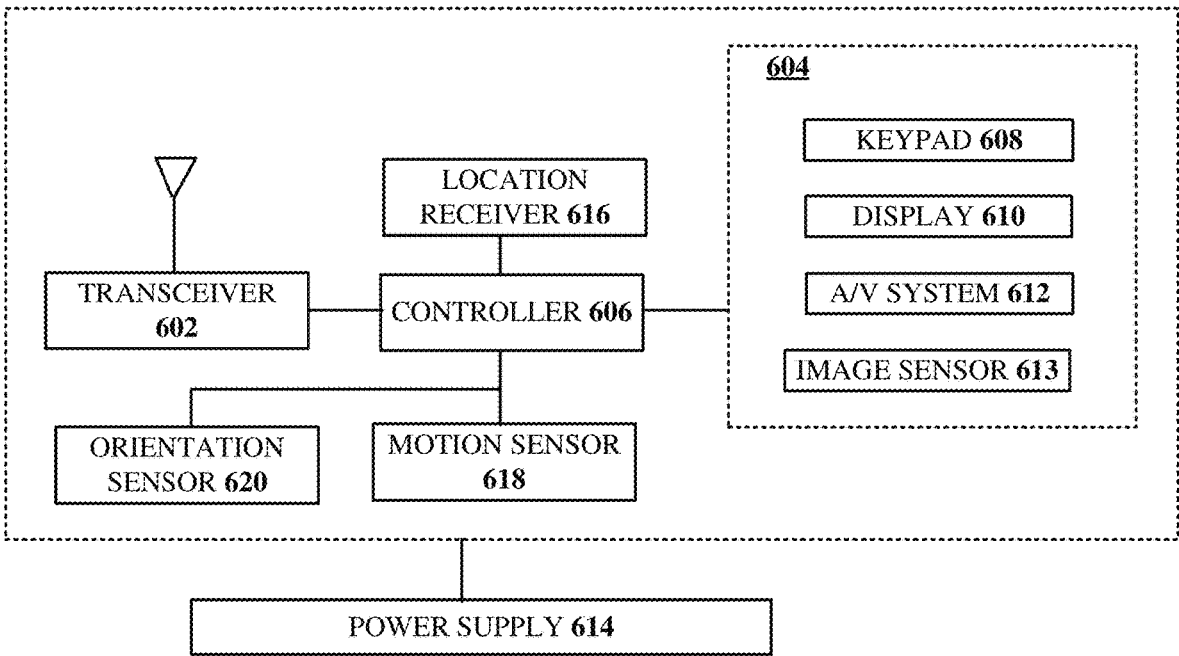 604
KEYPAD 608
DISPLAY 610
A/V SYSTEM 612
IMAGE SENSOR 613
LOCATION
RECEIVER 616
TRANSCEIVER
602
CONTROLLER 606
ORIENTATION
SENSOR 620
MOTION SENSOR
618
POWER SUPPLY 614